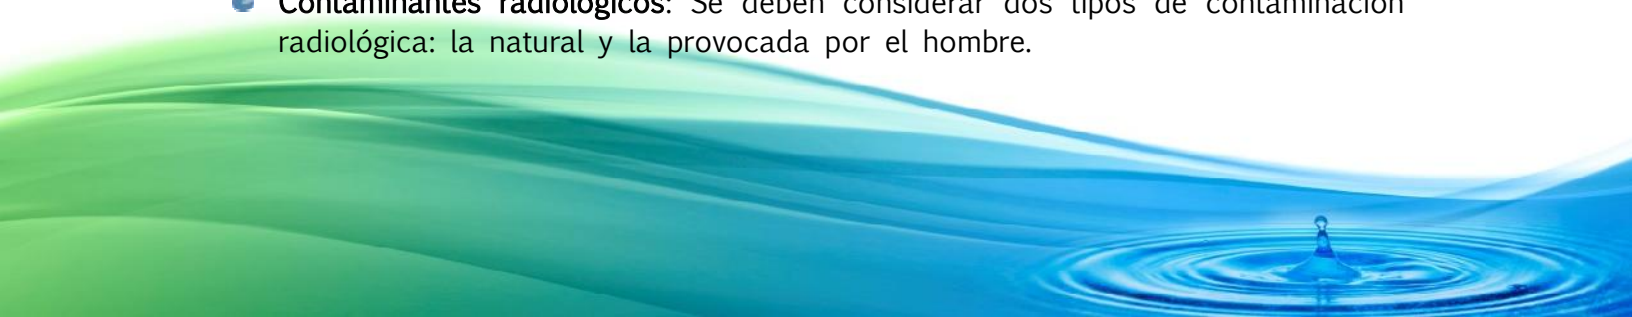 Contaminantes radiológicos: Se deben considerar dos tipos de contaminación
radiológica: la natural y la provocada por el hombre.